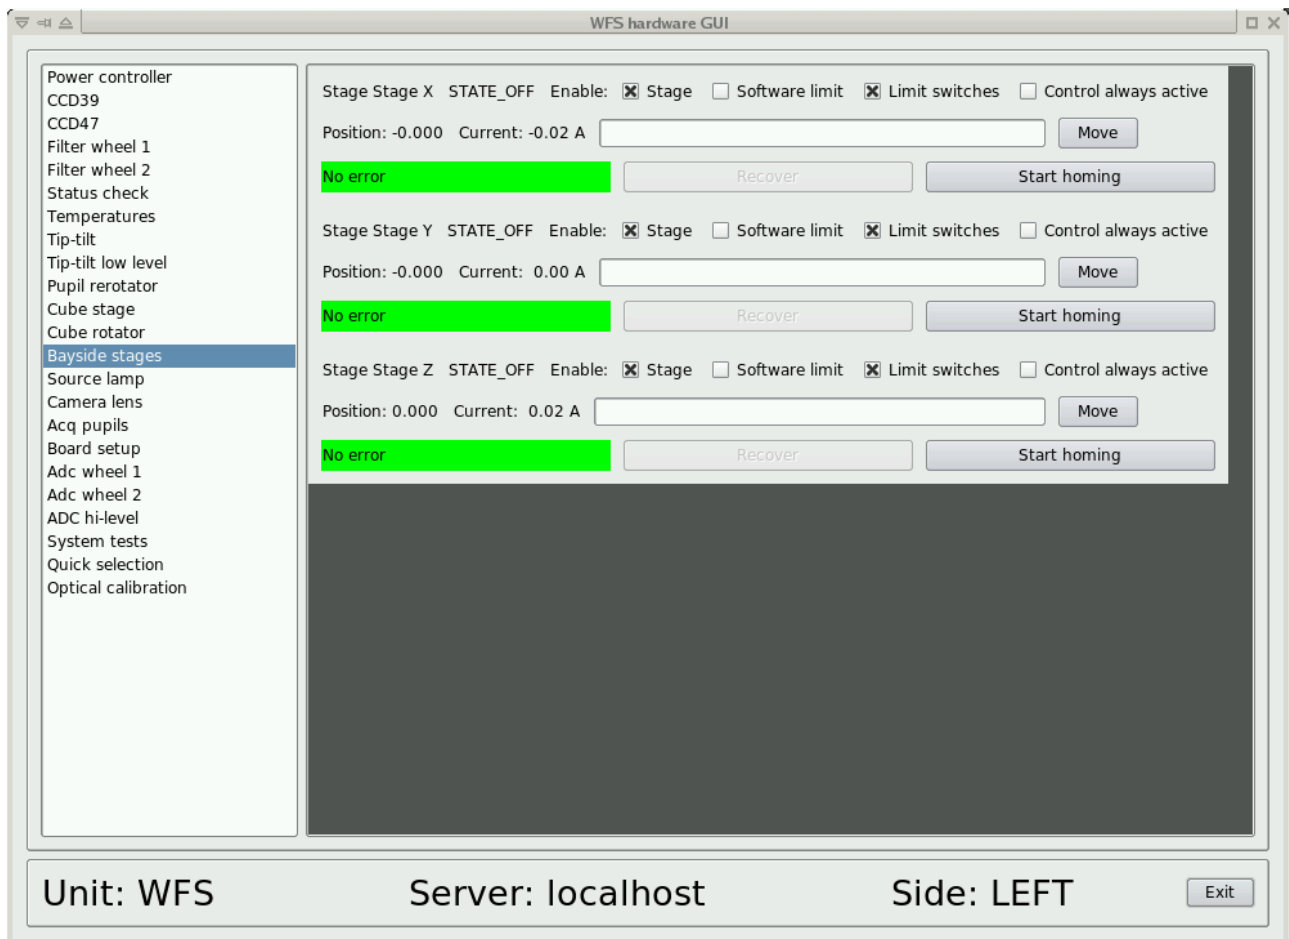 WFS hardware GUI
Power controller
CCD39
CCD47
Filter wheel 1
Filter wheel 2
Status check
Temperatures
Tip-tilt
Tip-tilt low level
Pupil rerotator
Cube stage
Cube rotator
Bayside stages
Source lamp
Camera lens
Acq pupils
Board setup
Adc wheel 1
Adc wheel 2
ADC hi-level
System tests
Quick selection
Optical calibration
Stage Stage X STATE_OFF Enable: Stage Software limit Limit switches Control always active
Position: -0.000 Current: -0.02 A Move
No error Recover Start homing
Stage Stage Y STATE_OFF Enable: Stage Software limit Limit switches Control always active
Position: -0.000 Current: 0.00 A Move
No error Recover Start homing
Stage Stage Z STATE_OFF Enable: Stage Software limit Limit switches Control always active
Position: 0.000 Current: 0.02 A Move
No error Recover Start homing
Unit: WFS Server: localhost Side: LEFT Exit